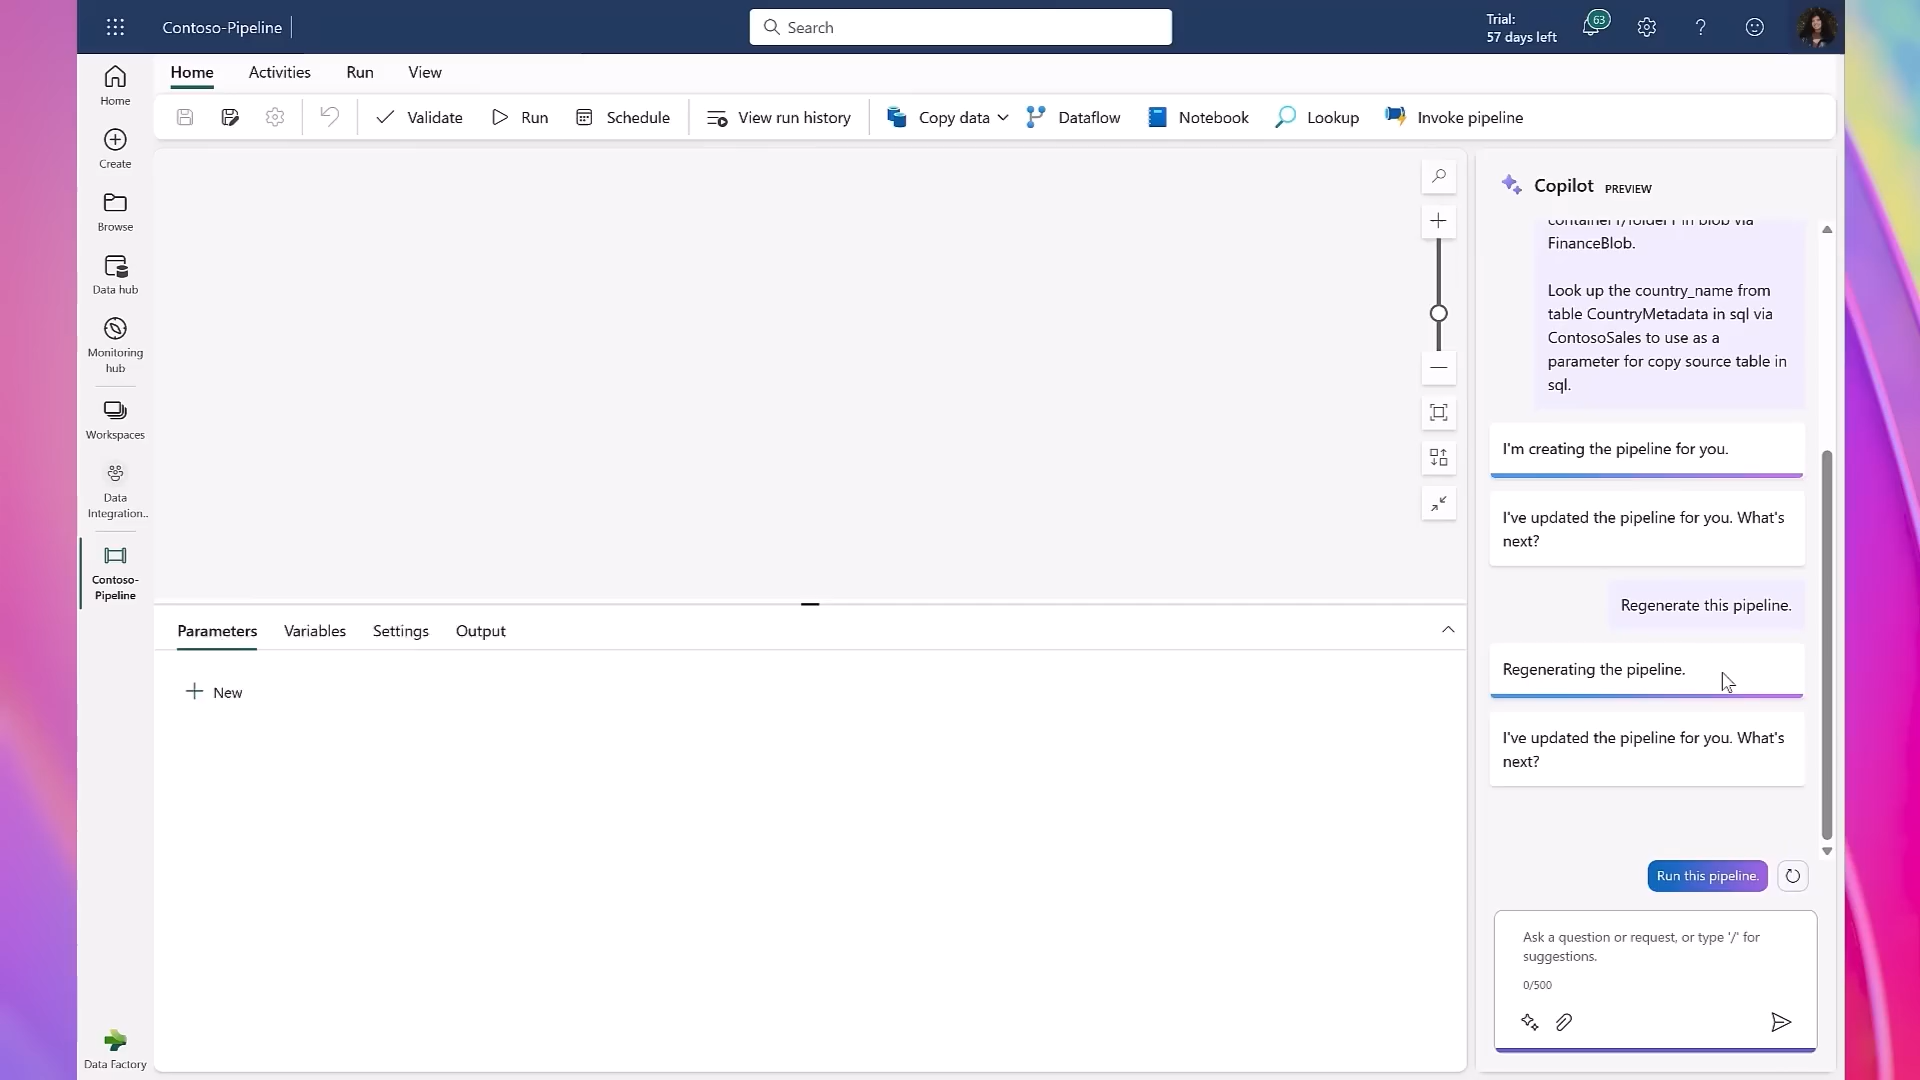 Contoso-Pipeline
Search
Trial:
57 days left
63
Home
Activities
Run
View
Validate
Run
Schedule
View run history
Copy data
Dataflow
Notebook
Lookup
Invoke pipeline
Home
Create
Browse
Data hub
Monitoring
hub
Workspaces
Data
Integration..
Contoso-
Pipeline
Data Factory
Parameters
Variables
Settings
Output
New
Copilot PREVIEW
FinanceBlob.
Look up the country_name from
table CountryMetadata in sql via
ContosoSales to use as a
parameter for copy source table in
sql.
I'm creating the pipeline for you.
I've updated the pipeline for you. What's
next?
Regenerate this pipeline.
Regenerating the pipeline.
I've updated the pipeline for you. What's
next?
Run this pipeline.
Ask a question or request, or type '/' for
suggestions.
0/500